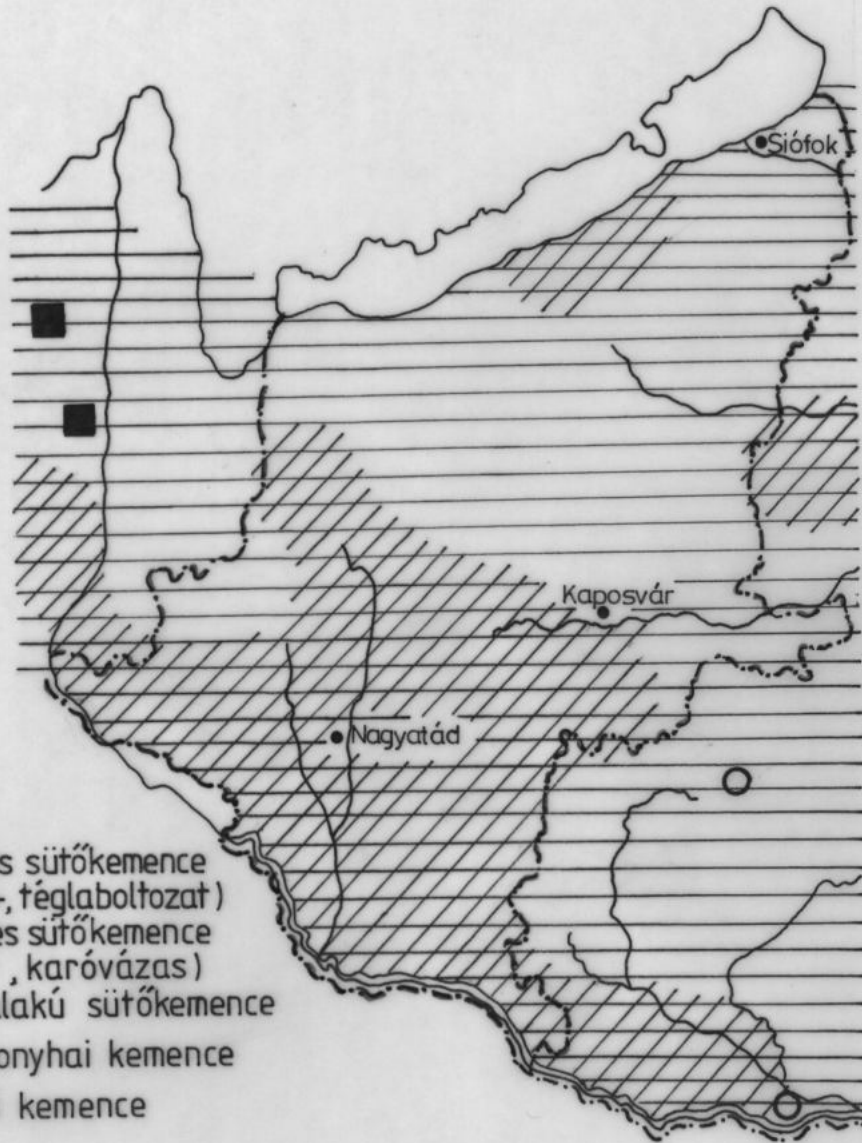 Siófok
Kaposvár
Nagyatád
s sütőkemence
-, téglaboltozat)
es sütőkemence
, karóvázas)
lakú sütőkemence
onyhai kemence
kemence